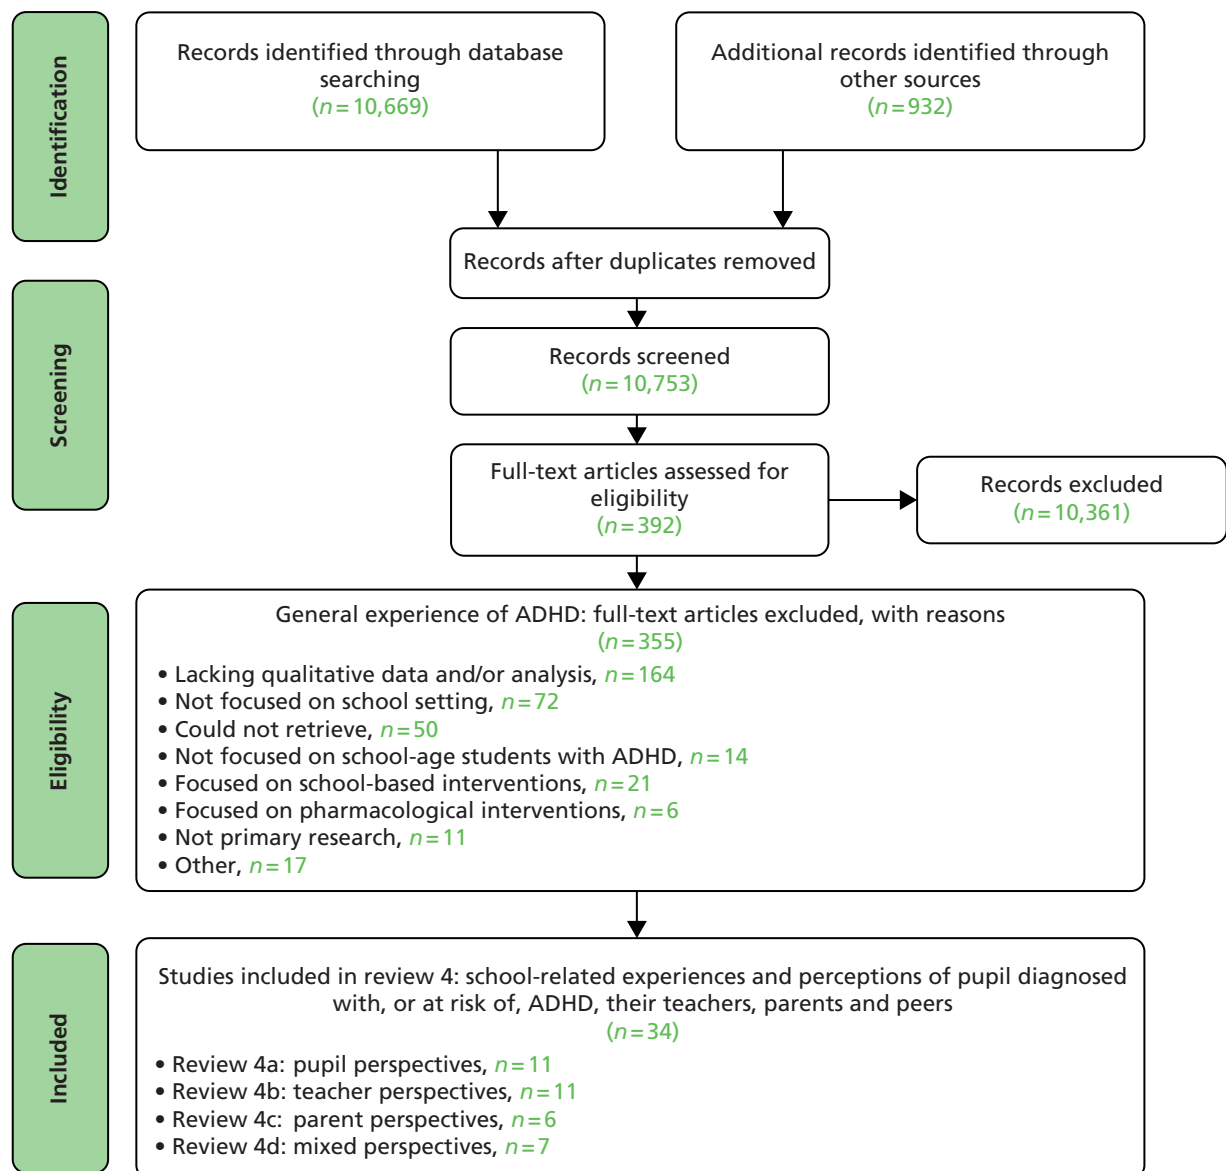 Identification
Records identified through database
searching
(n = 10,669)
Additional records identified through
other sources
(n = 932)
Records after duplicates removed
Screening
Records screened
(n = 10,753)
Full-text articles assessed for
eligibility
(n = 392)
Records excluded
(n = 10,361)
Eligibility
General experience of ADHD: full-text articles excluded, with reasons
(n = 355)
• Lacking qualitative data and/or analysis, n = 164
• Not focused on school setting, n = 72
• Could not retrieve, n = 50
• Not focused on school-age students with ADHD, n = 14
• Focused on school-based interventions, n = 21
• Focused on pharmacological interventions, n = 6
• Not primary research, n = 11
• Other, n = 17
Included
Studies included in review 4: school-related experiences and perceptions of pupil diagnosed
with, or at risk of, ADHD, their teachers, parents and peers
(n = 34)
• Review 4a: pupil perspectives, n = 11
• Review 4b: teacher perspectives, n = 11
• Review 4c: parent perspectives, n = 6
• Review 4d: mixed perspectives, n = 7